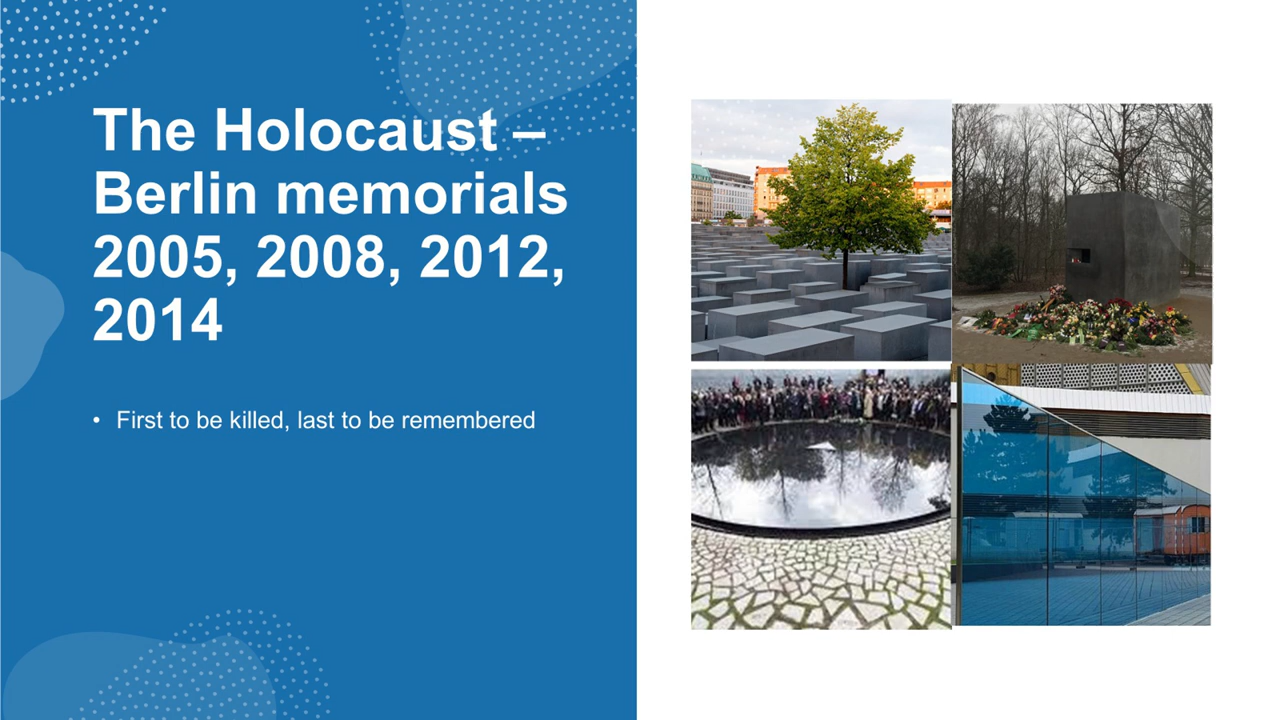 The Holocaust –
Berlin memorials
2005, 2008, 2012,
2014
• First to be killed, last to be remembered